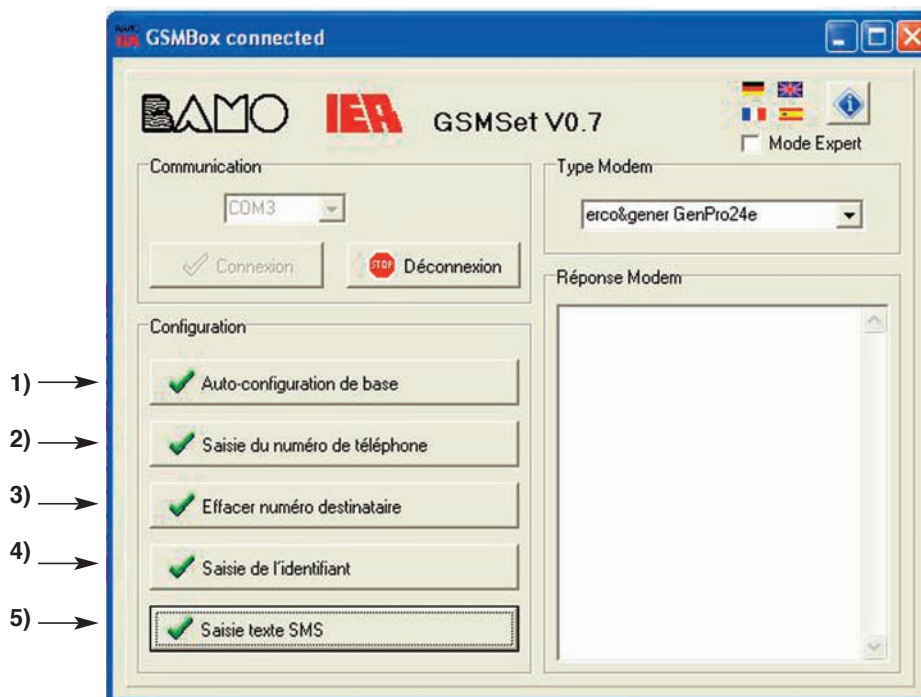 GSMBox connected
BAMO IER GSMSet V0.7
Mode Expert
Communication
COM3
Connexion
STOP Déconnexion
Type Modem
erco&gener GenPro24e
Réponse Modem
Configuration
1) Auto-configuration de base
2) Saisie du numéro de téléphone
3) Effacer numéro destinataire
4) Saisie de l'identifiant
5) Saisie texte SMS